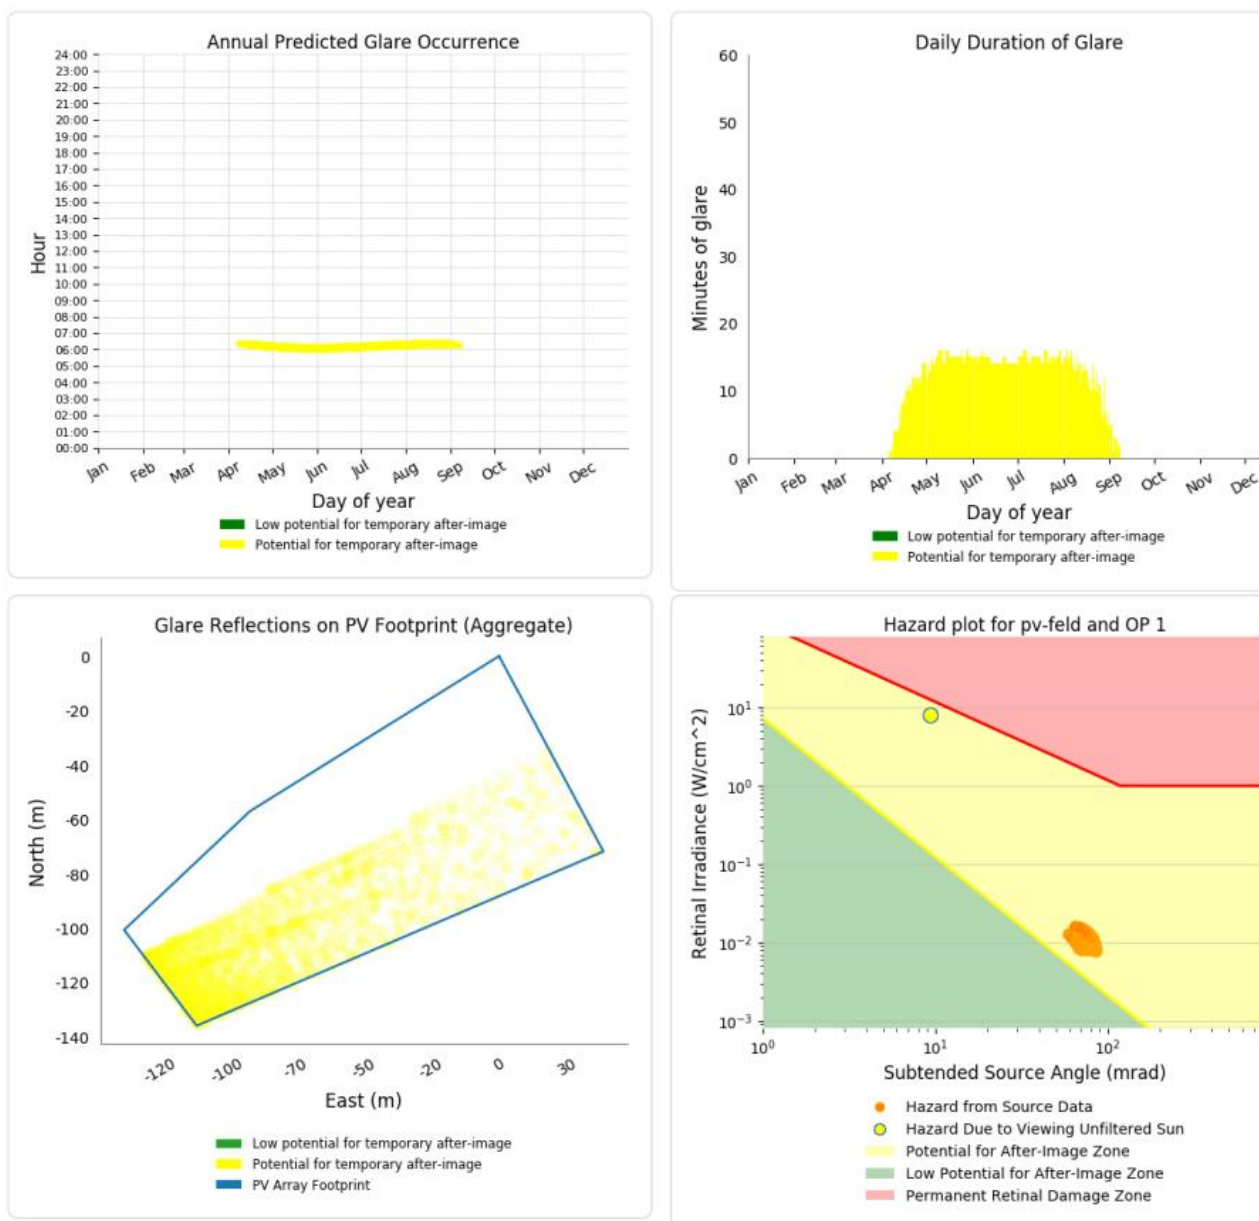 Annual Predicted Glare Occurrence
24:00
23:00
22:00
21:00
20:00
19:00
18:00
17:00
16:00
15:00
14:00
13:00
12:00
11:00
10:00
09:00
08:00
07:00
06:00
05:00
04:00
03:00
02:00
01:00
00:00
Hour
Jan Feb Mar Apr May Jun Jul Aug Sep Oct Nov Dec
Day of year
Low potential for temporary after-image
Potential for temporary after-image
Daily Duration of Glare
60
50
40
30
20
10
0
Minutes of glare
Jan Feb Mar Apr May Jun Jul Aug Sep Oct Nov Dec
Day of year
Low potential for temporary after-image
Potential for temporary after-image
Glare Reflections on PV Footprint (Aggregate)
0
-20
-40
-60
-80
-100
-120
-140
North (m)
-120 -100 -70 -50 -20 0 30
East (m)
Low potential for temporary after-image
Potential for temporary after-image
PV Array Footprint
Hazard plot for pv-feld and OP 1
10^1
10^0
10^-1
10^-2
10^-3
Retinal Irradiance (W/cm^2)
10^0 10^1 10^2
Subtended Source Angle (mrad)
Hazard from Source Data
Hazard Due to Viewing Unfiltered Sun
Potential for After-Image Zone
Low Potential for After-Image Zone
Permanent Retinal Damage Zone